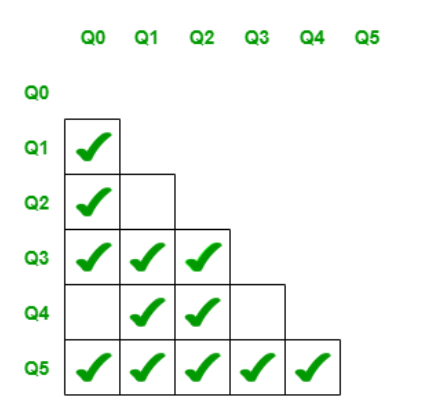 Q0 Q1 Q2 Q3 Q4 Q5
Q0
Q1 ✓
Q2 ✓
Q3 ✓ ✓ ✓
Q4 ✓ ✓
Q5 ✓ ✓ ✓ ✓ ✓